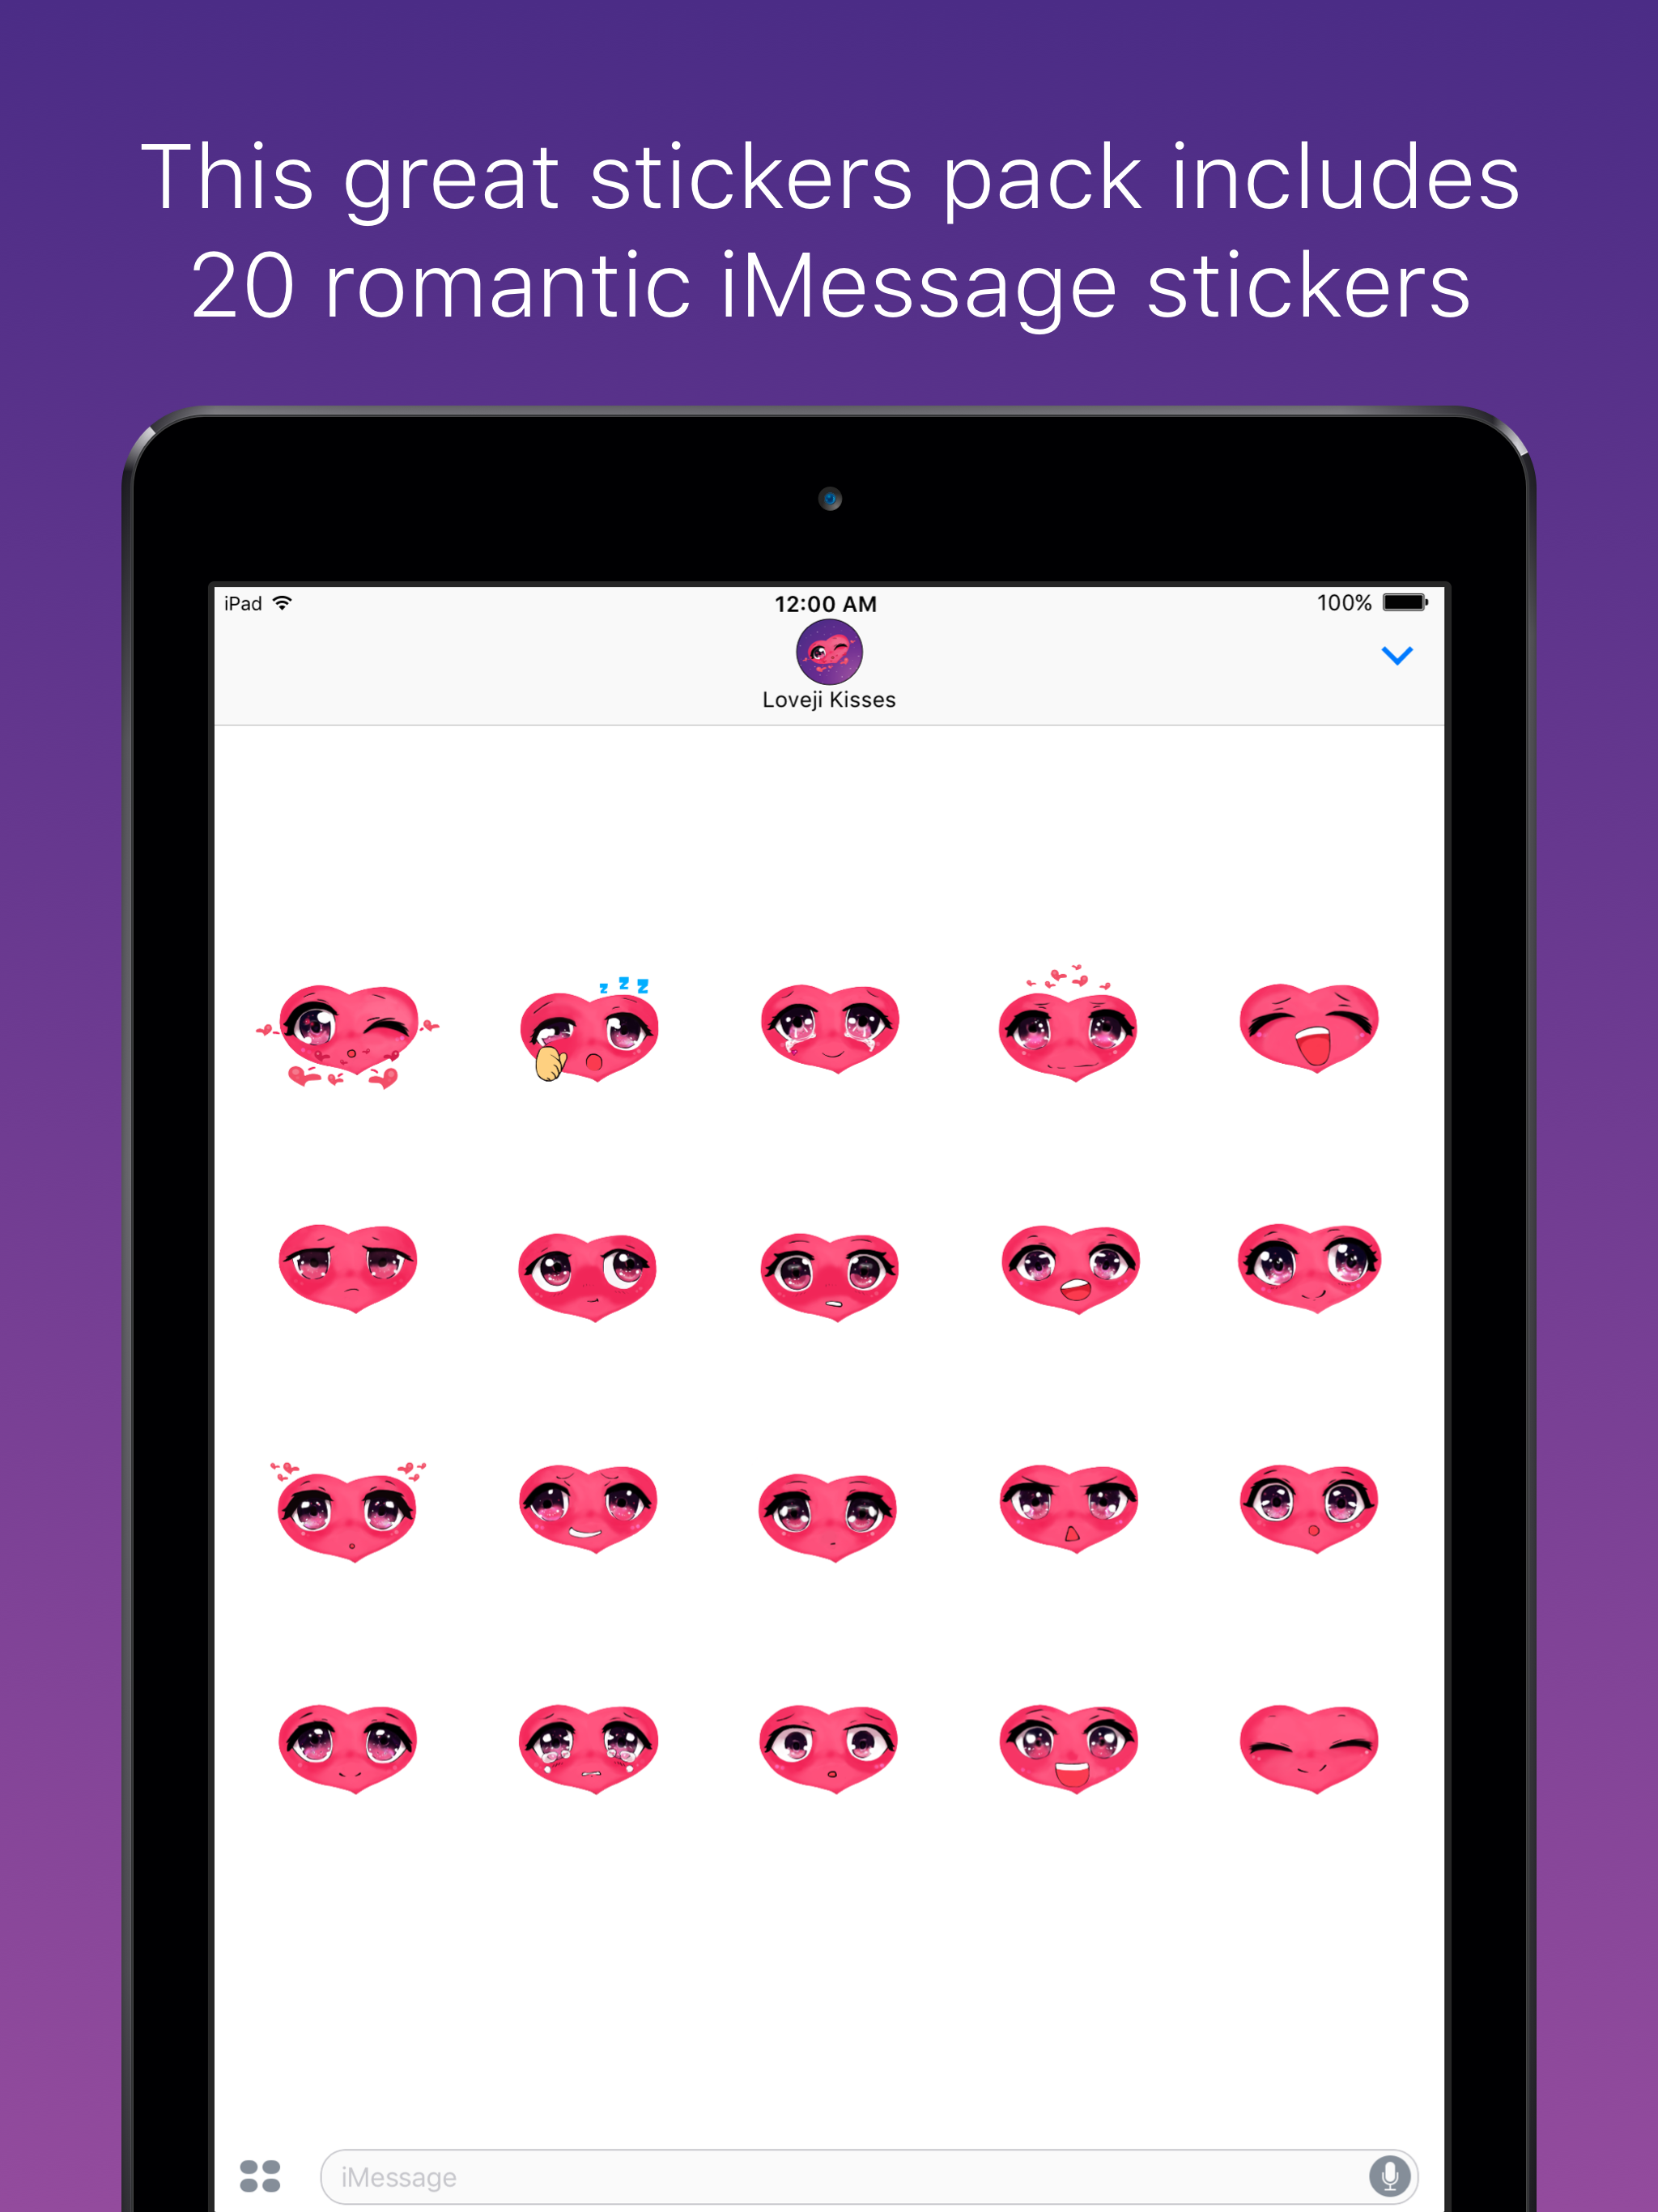 This great stickers pack includes
20 romantic iMessage stickers
iPad 12:00 AM 100%
Loveji Kisses
z z z
iMessage